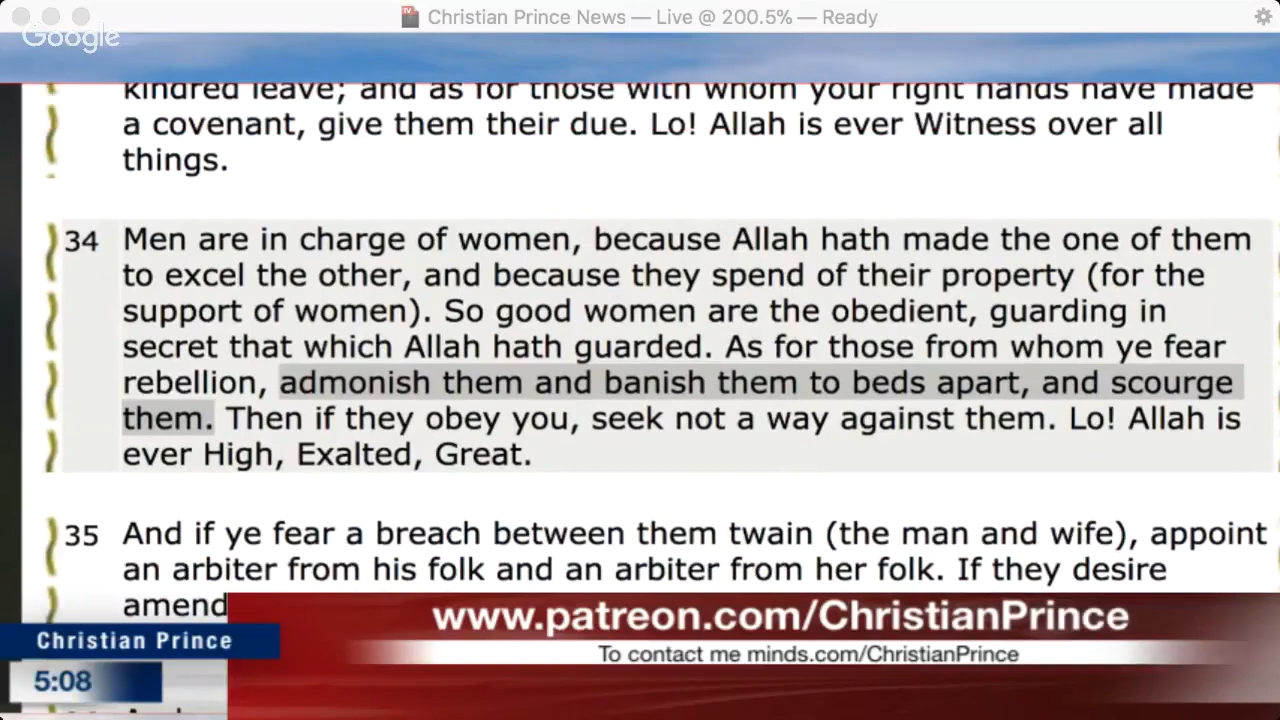 Christian Prince News — Live @ 200.5% — Ready
Google
kindred leave; and as for those with whom your right hands have made
a covenant, give them their due. Lo! Allah is ever Witness over all
things.
34 Men are in charge of women, because Allah hath made the one of them
to excel the other, and because they spend of their property (for the
support of women). So good women are the obedient, guarding in
secret that which Allah hath guarded. As for those from whom ye fear
rebellion, admonish them and banish them to beds apart, and scourge
them. Then if they obey you, seek not a way against them. Lo! Allah is
ever High, Exalted, Great.
35 And if ye fear a breach between them twain (the man and wife), appoint
an arbiter from his folk and an arbiter from her folk. If they desire
amend
www.patreon.com/ChristianPrince
Christian Prince
To contact me minds.com/ChristianPrince
5:08